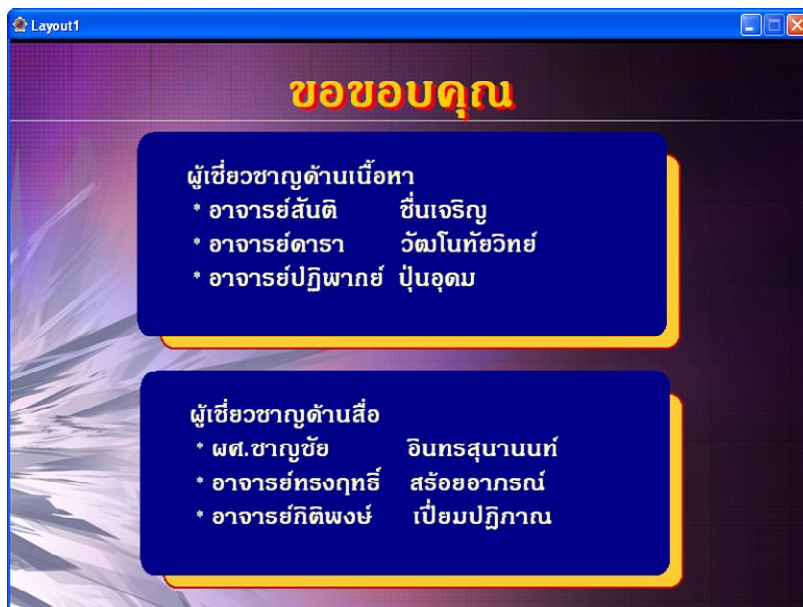 Layout1
ขอขอบคุณ
ผู้เชี่ยวชาญด้านเนื้อหา
* อาจารย์สันติ ชื่นเจริญ
* อาจารย์ดารา วัฒโนทัยวิทย์
* อาจารย์ปฏิพากย์ ปุ่นอุดม
ผู้เชี่ยวชาญด้านสื่อ
* ผศ.ชาญชัย อินทรสุนานนท์
* อาจารย์ทรงฤทธิ์ สร้อยอาภรณ์
* อาจารย์กิติพงษ์ เปี่ยมปฏิภาณ